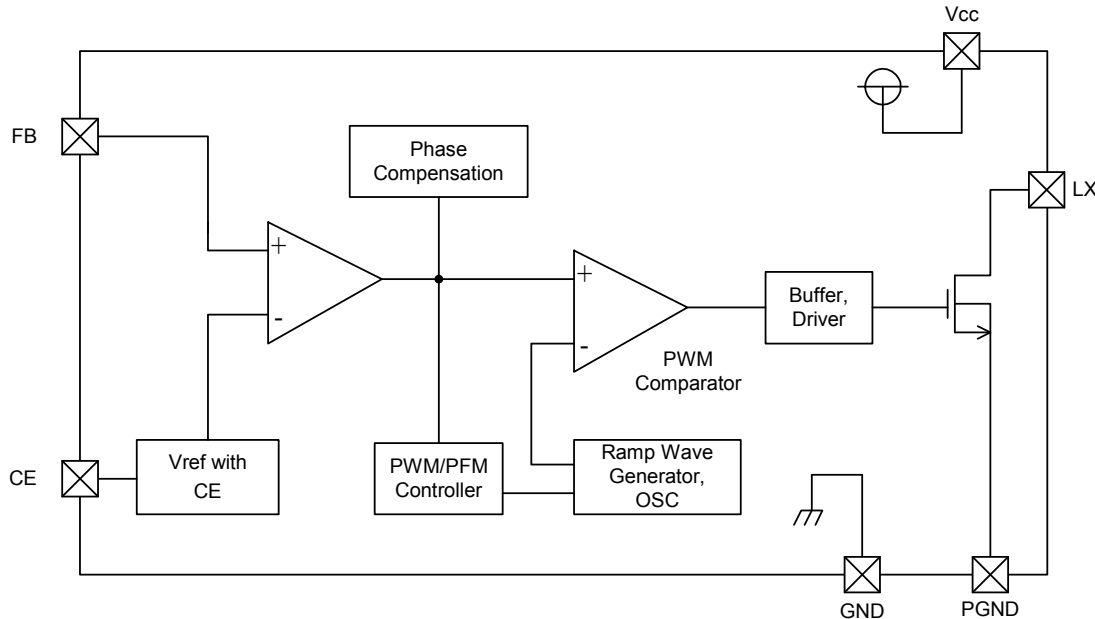 Vcc
FB
Phase
Compensation
LX
+
-
+
-
Buffer,
Driver
PWM
Comparator
CE
Vref with
CE
PWM/PFM
Controller
Ramp Wave
Generator,
OSC
GND
PGND